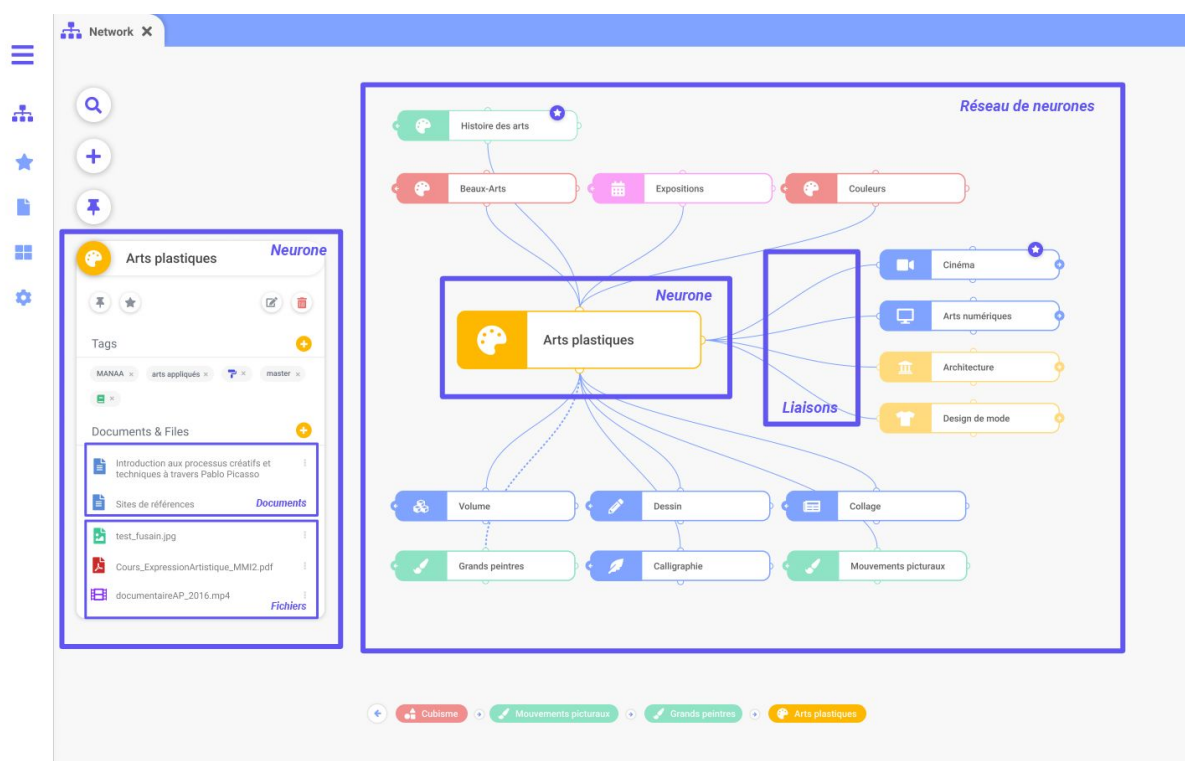 Network
Réseau de neurones
Histoire des arts
Beaux-Arts
Expositions
Couleurs
Neurone
Arts plastiques
Tags
MANAA ×
arts appliqués ×
×
master ×
×
Documents & Files
Introduction aux processus créatifs et
techniques à travers Pablo Picasso
Sites de références
Documents
test_fusain.jpg
Cours_ExpressionArtistique_MMI2.pdf
documentaireAP_2016.mp4
Fichiers
Neurone
Arts plastiques
Liaisons
Cinéma
Arts numériques
Architecture
Design de mode
Volume
Dessin
Collage
Grands peintres
Calligraphie
Mouvements picturaux
Cubisme
Mouvements picturaux
Grands peintres
Arts plastiques